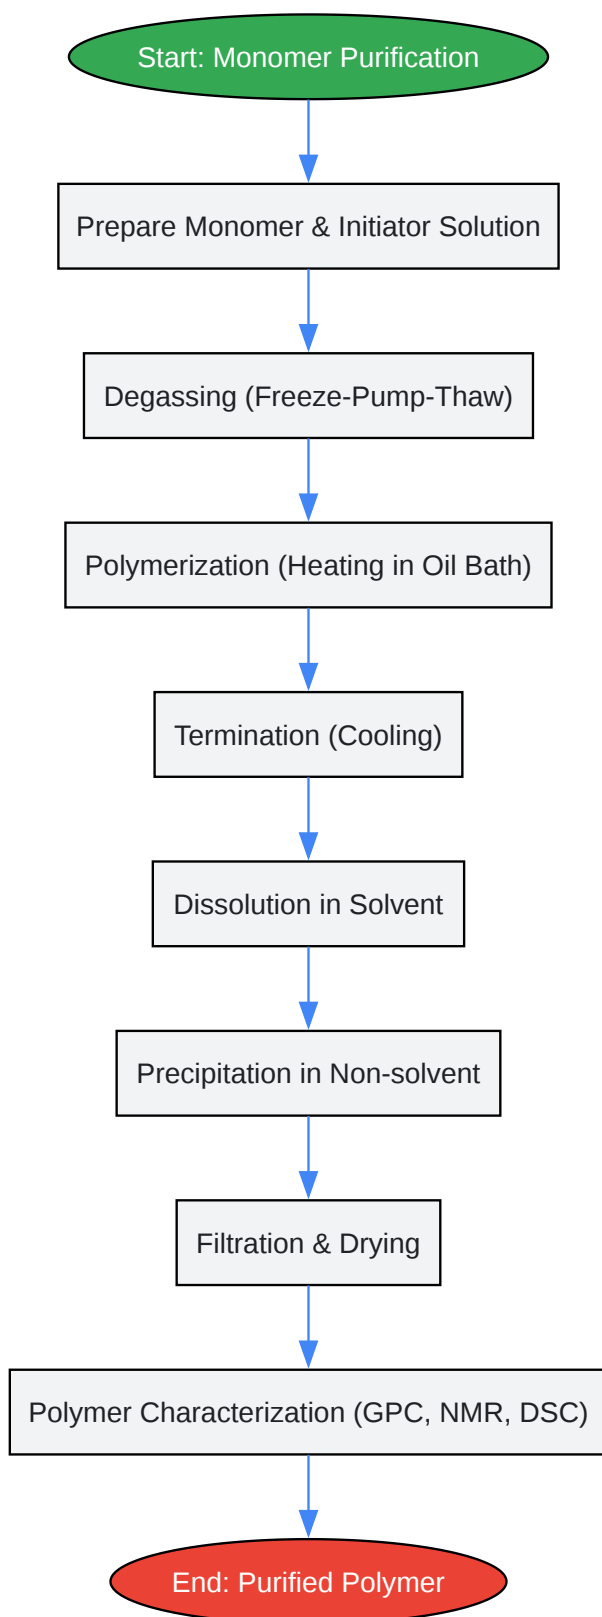 Start: Monomer Purification
Prepare Monomer & Initiator Solution
Degassing (Freeze-Pump-Thaw)
Polymerization (Heating in Oil Bath)
Termination (Cooling)
Dissolution in Solvent
Precipitation in Non-solvent
Filtration & Drying
Polymer Characterization (GPC, NMR, DSC)
End: Purified Polymer